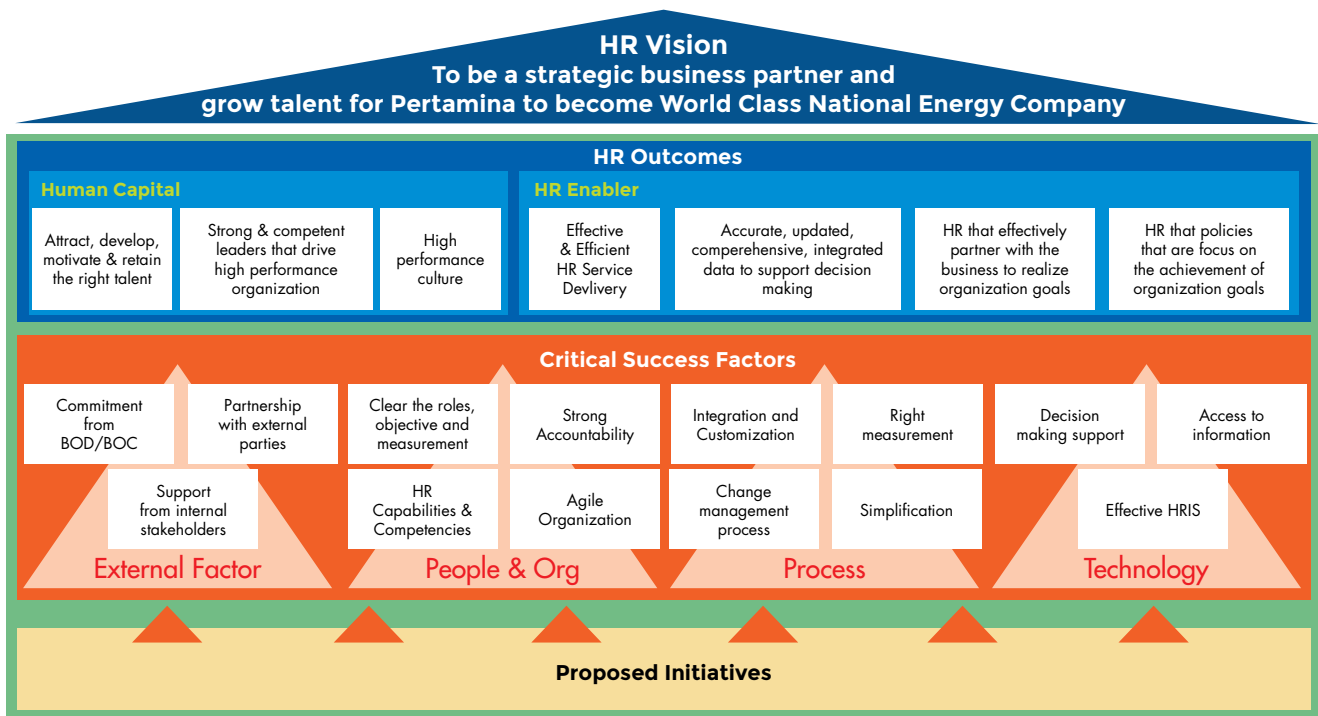 HR Vision
To be a strategic business partner and
grow talent for Pertamina to become World Class National Energy Company
HR Outcomes
Human Capital
Attract, develop,
motivate & retain
the right talent
Strong & competent
leaders that drive
high performance
organization
High
performance
culture
HR Enabler
Effective
& Efficient
HR Service
Devlivery
Accurate, updated,
comperehensive, integrated
data to support decision
making
HR that effectively
partner with the
business to realize
organization goals
HR that policies
that are focus on
the achievement of
organization goals
Critical Success Factors
Commitment
from
BOD/BOC
Partnership
with external
parties
Support
from internal
stakeholders
External Factor
Clear the roles,
objective and
measurement
Strong
Accountability
HR
Capabilities &
Competencies
Agile
Organization
People & Org
Integration and
Customization
Right
measurement
Change
management
process
Simplification
Process
Decision
making support
Access to
information
Effective HRIS
Technology
Proposed Initiatives